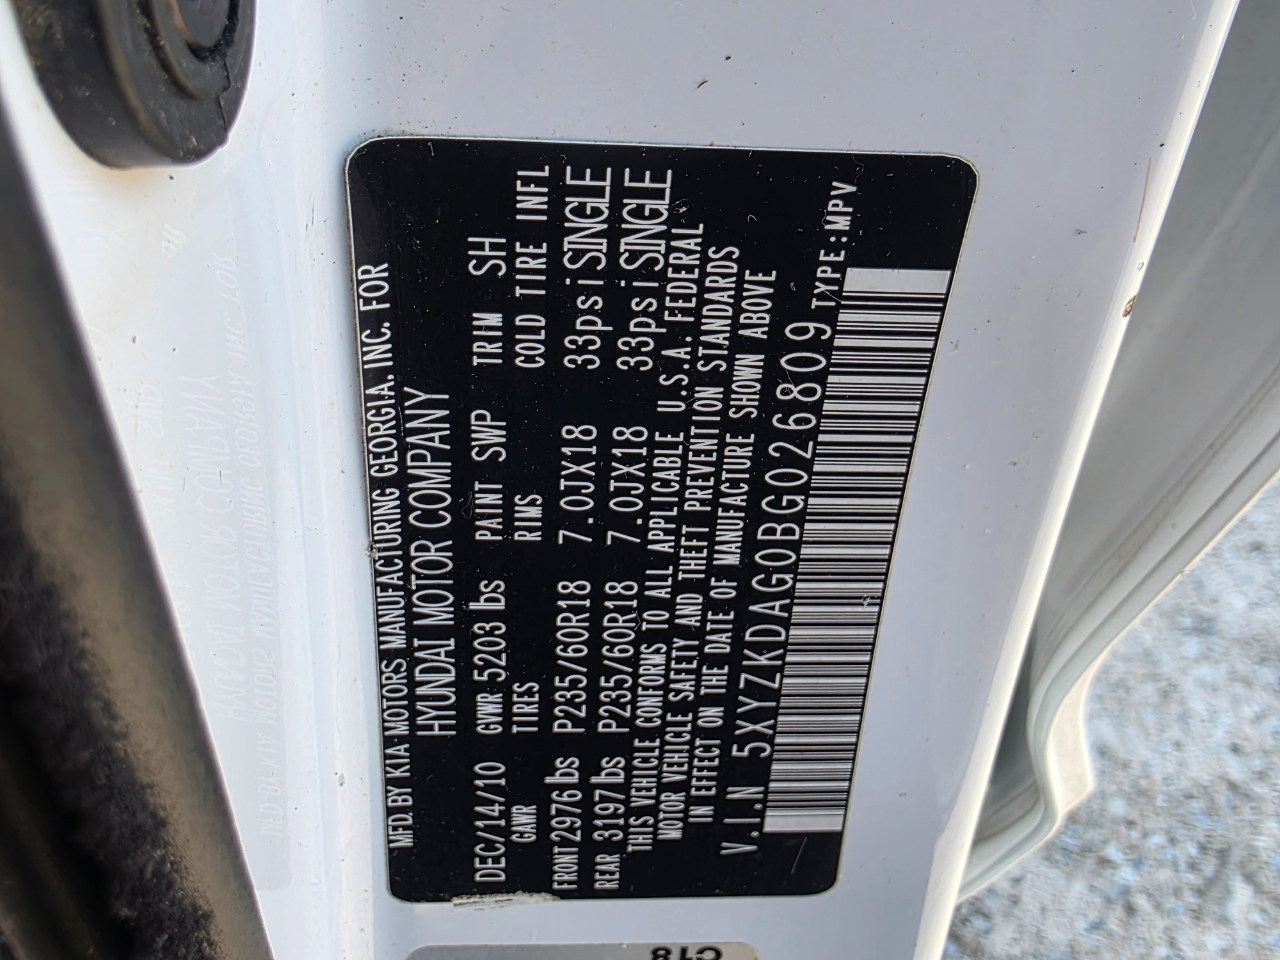 MFD. BY KIA MOTORS MANUFACTURING GEORGIA. INC. FOR
HYUNDAI MOTOR COMPANY
DEC/14/10 GVWR 5203 lbs PAINT SWP TRIM SH
GAWR TIRES RIMS COLD TIRE INFL
FRONT 2976 lbs P235/60R18 7.0JX18 33psi SINGLE
REAR 3197 lbs P235/60R18 7.0JX18 33psi SINGLE
THIS VEHICLE CONFORMS TO ALL APPLICABLE U.S.A. FEDERAL
MOTOR VEHICLE SAFETY AND THEFT PREVENTION STANDARDS
IN EFFECT ON THE DATE OF MANUFACTURE SHOWN ABOVE
V.I.N 5XYZKDAG0BG026809 TYPE:MPV